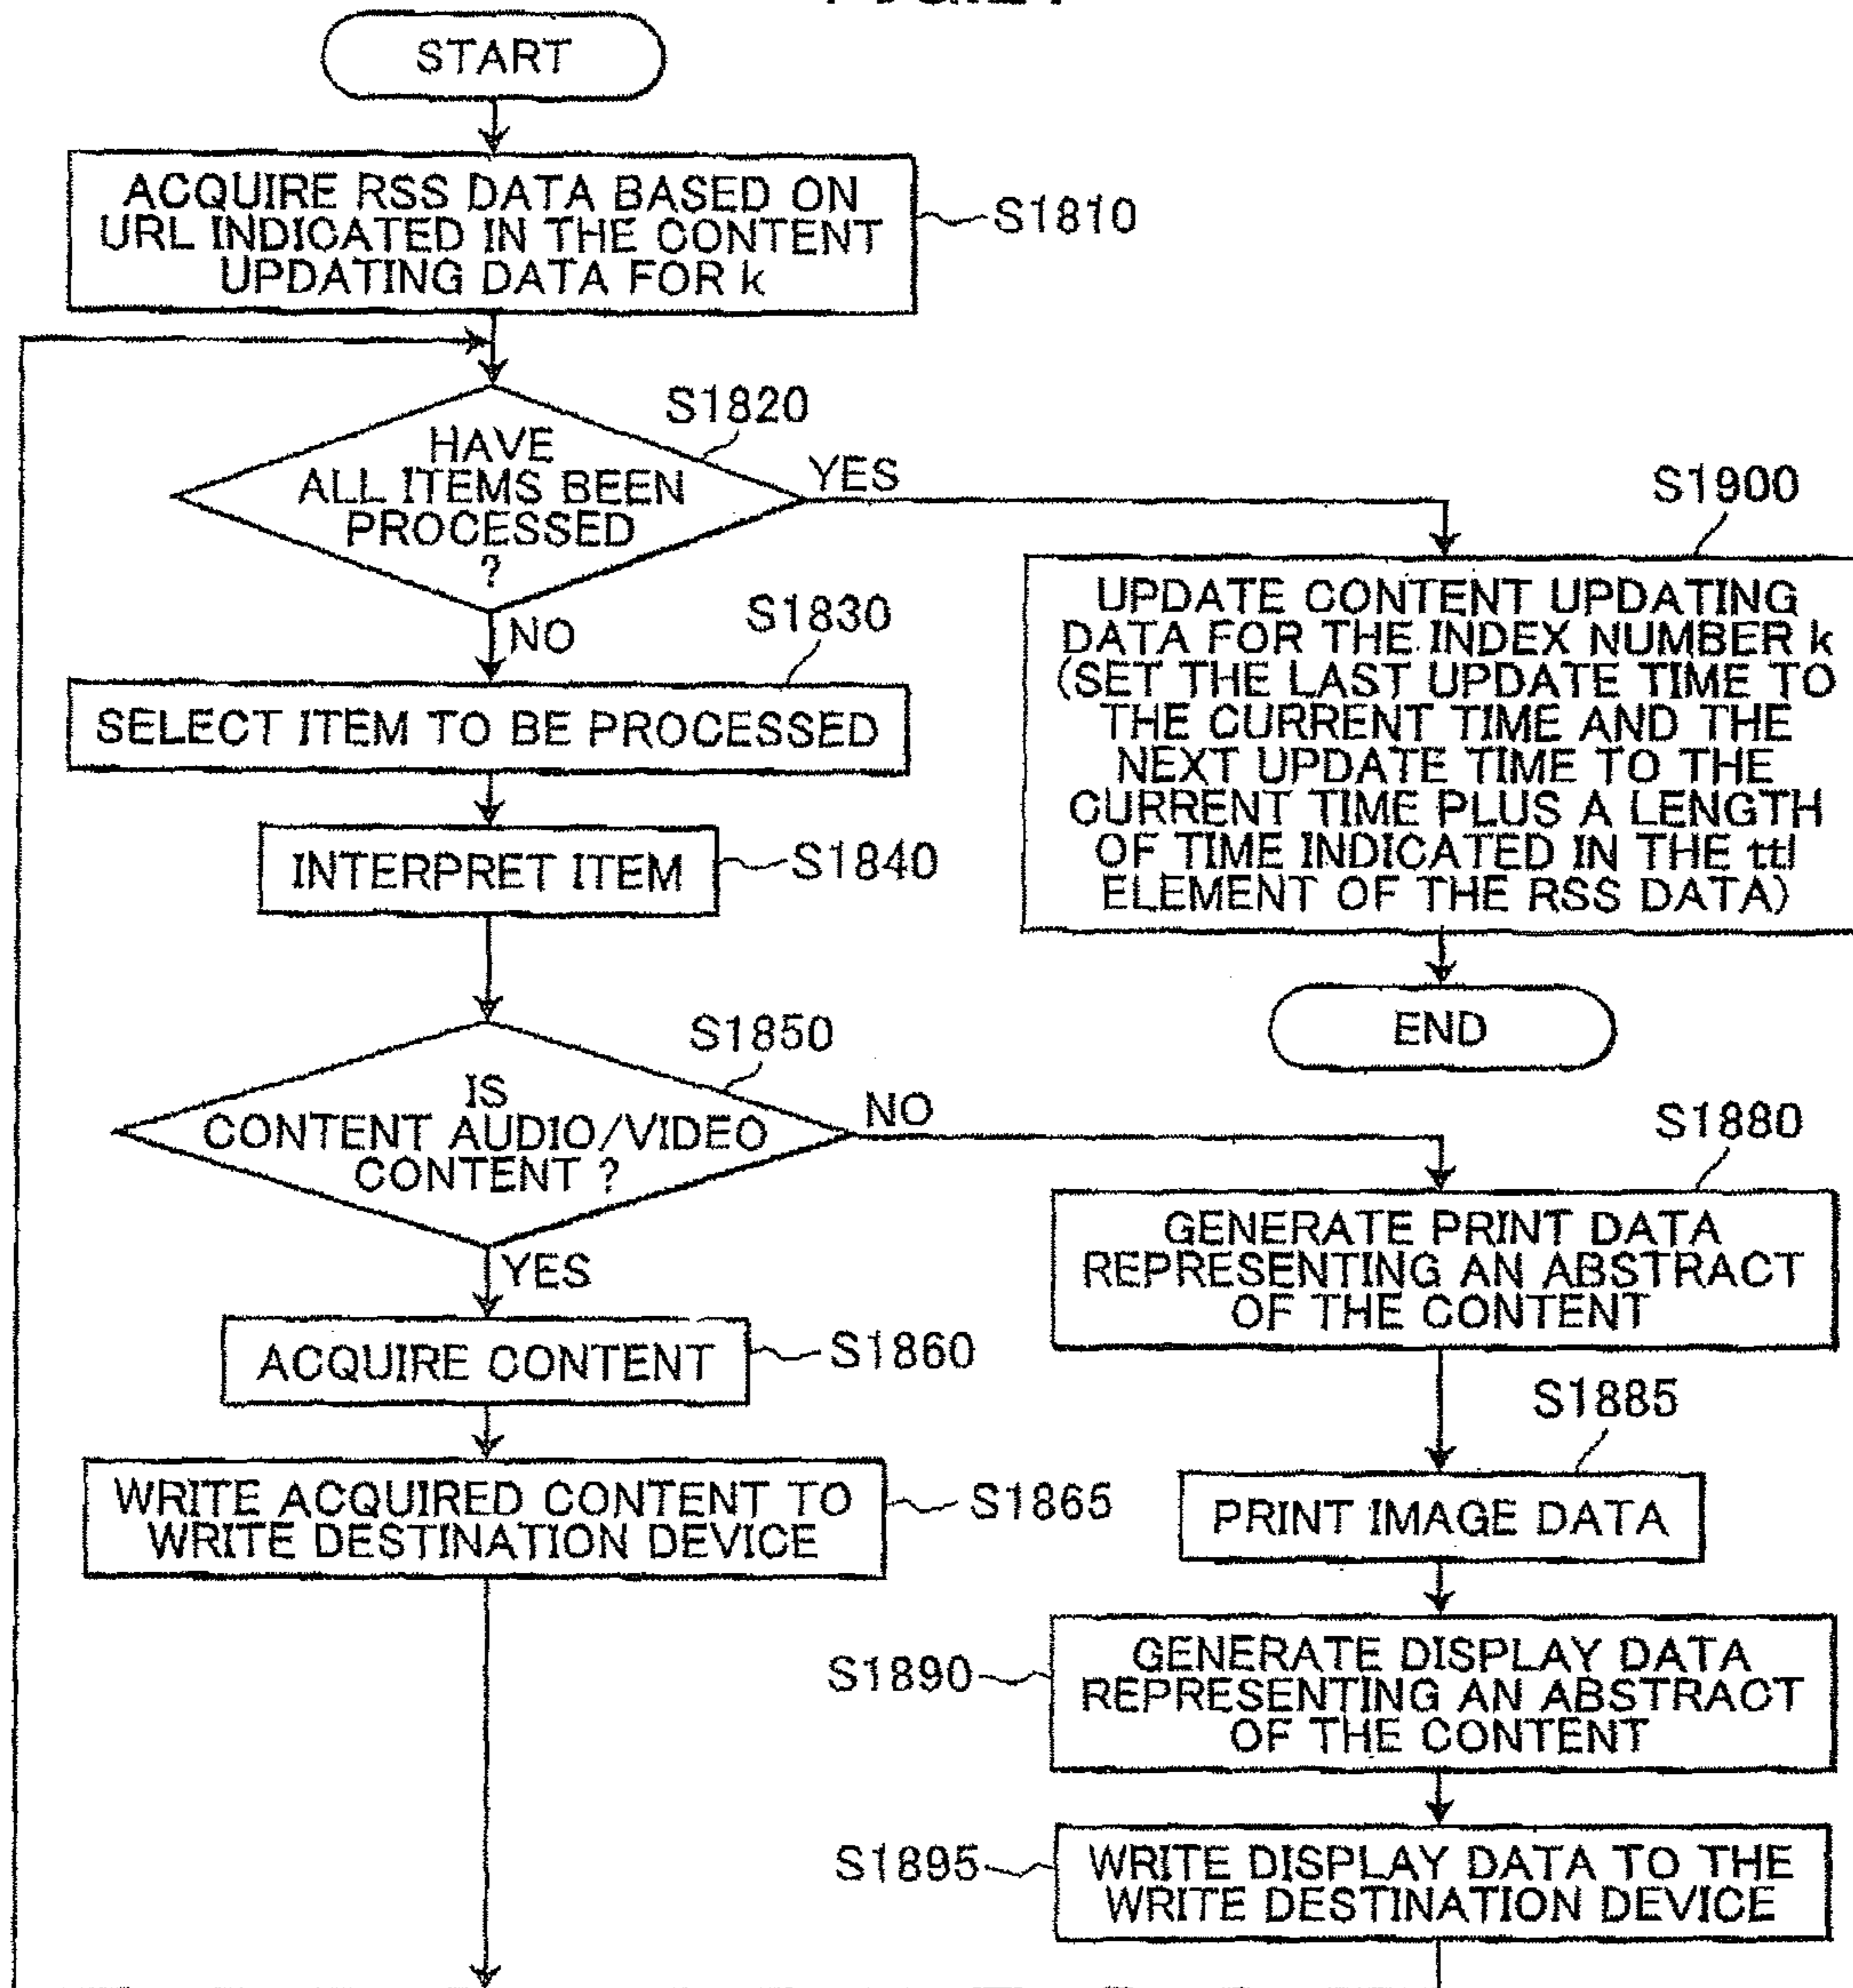 START
ACQUIRE RSS DATA BASED ON
URL INDICATED IN THE CONTENT
UPDATING DATA FOR k
S1810
S1820
HAVE
ALL ITEMS BEEN
PROCESSED
?
YES
NO
S1900
UPDATE CONTENT UPDATING
DATA FOR THE INDEX NUMBER k
(SET THE LAST UPDATE TIME TO
THE CURRENT TIME AND THE
NEXT UPDATE TIME TO THE
CURRENT TIME PLUS A LENGTH
OF TIME INDICATED IN THE ttl
ELEMENT OF THE RSS DATA)
END
S1830
SELECT ITEM TO BE PROCESSED
INTERPRET ITEM
S1840
S1850
IS
CONTENT AUDIO/VIDEO
CONTENT ?
NO
YES
S1860
ACQUIRE CONTENT
WRITE ACQUIRED CONTENT TO
WRITE DESTINATION DEVICE
S1865
S1880
GENERATE PRINT DATA
REPRESENTING AN ABSTRACT
OF THE CONTENT
S1885
PRINT IMAGE DATA
S1890
GENERATE DISPLAY DATA
REPRESENTING AN ABSTRACT
OF THE CONTENT
S1895
WRITE DISPLAY DATA TO THE
WRITE DESTINATION DEVICE